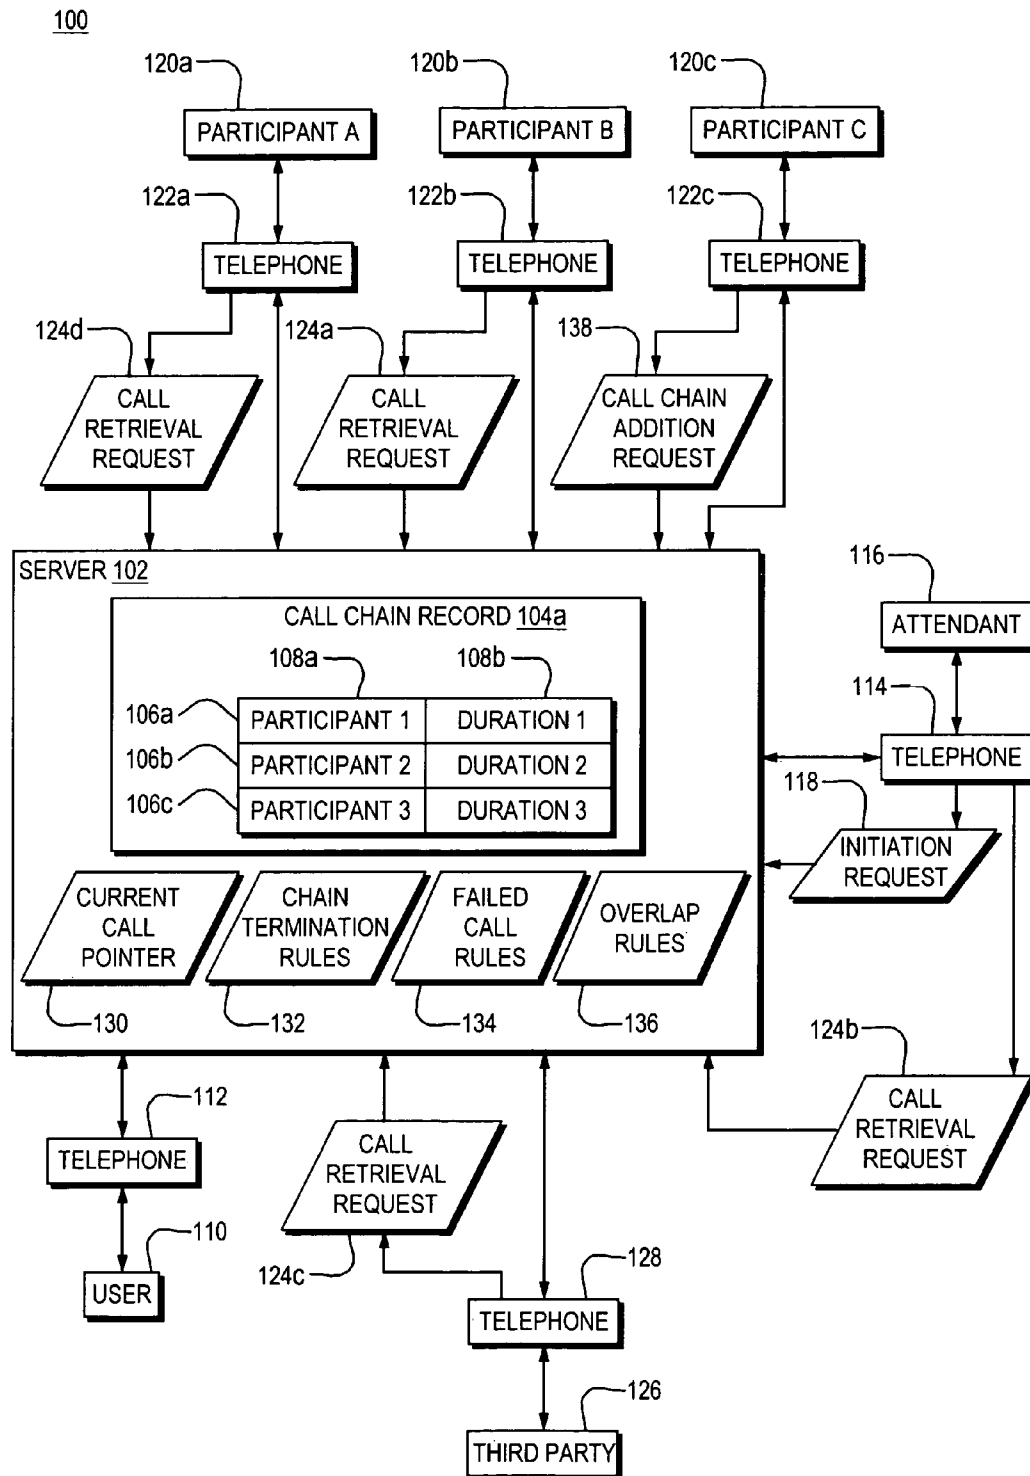 100
120a
120b
120c
PARTICIPANT A
PARTICIPANT B
PARTICIPANT C
122a
122b
122c
TELEPHONE
TELEPHONE
TELEPHONE
124d
124a
138
CALL
RETRIEVAL
REQUEST
CALL
RETRIEVAL
REQUEST
CALL CHAIN
ADDITION
REQUEST
SERVER 102
CALL CHAIN RECORD 104a
108a
108b
106a
PARTICIPANT 1
DURATION 1
106b
PARTICIPANT 2
DURATION 2
106c
PARTICIPANT 3
DURATION 3
116
ATTENDANT
114
TELEPHONE
118
INITIATION
REQUEST
CURRENT
CALL
POINTER
CHAIN
TERMINATION
RULES
FAILED
CALL
RULES
OVERLAP
RULES
130
132
134
136
124b
CALL
RETRIEVAL
REQUEST
112
TELEPHONE
110
USER
CALL
RETRIEVAL
REQUEST
124c
128
TELEPHONE
126
THIRD PARTY